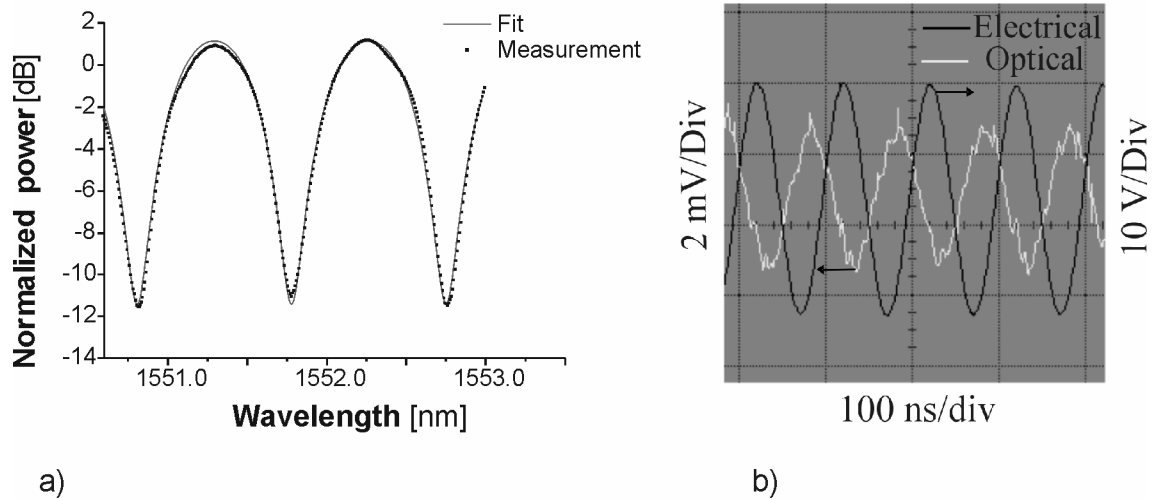 2
0
-2
-4
-6
-8
-10
-12
-14
Normalized power [dB]
Fit
Measurement
1551.0
1552.0
1553.0
Wavelength [nm]
a)
Electrical
Optical
2 mV/Div
10 V/Div
100 ns/div
b)